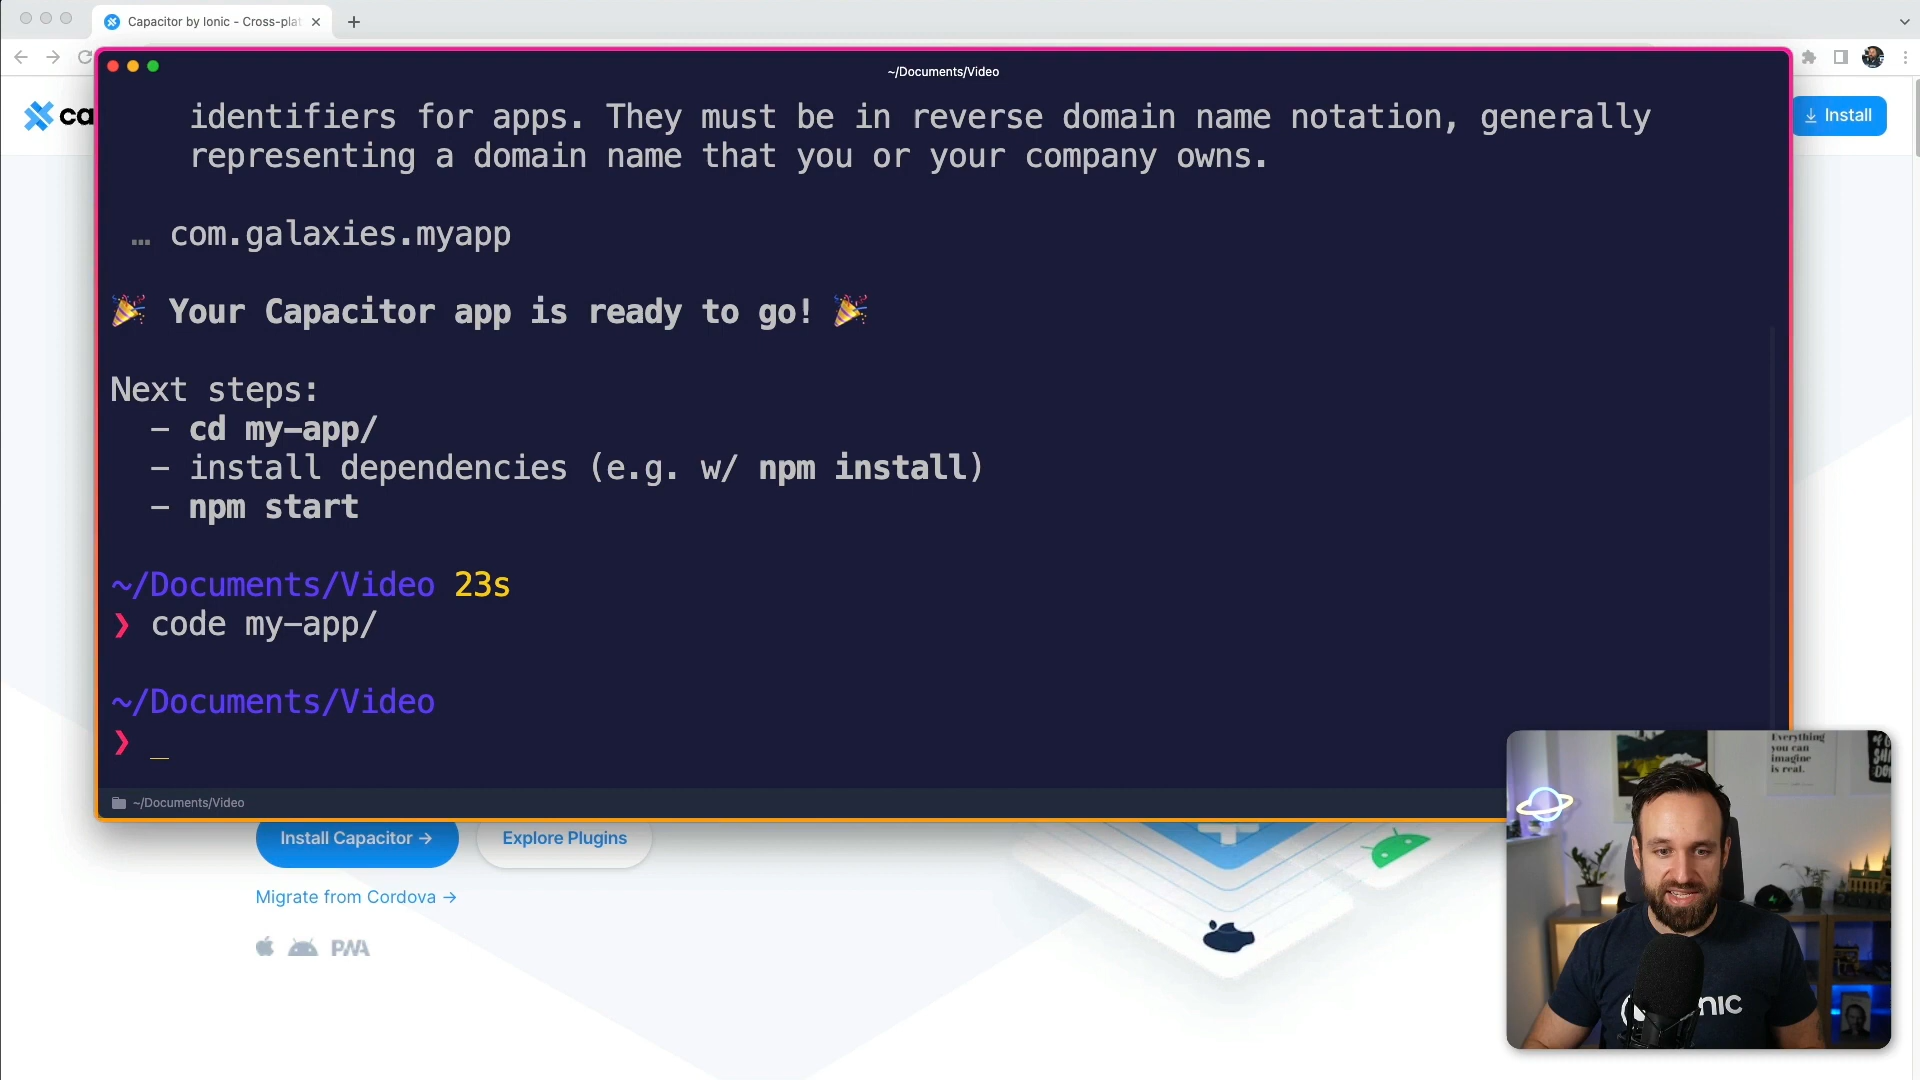 Capacitor by Ionic - Cross-plat
~/Documents/Video
identifiers for apps. They must be in reverse domain name notation, generally
representing a domain name that you or your company owns.
… com.galaxies.myapp
🎉 Your Capacitor app is ready to go! 🎉
Next steps:
– cd my-app/
– install dependencies (e.g. w/ npm install)
– npm start
~/Documents/Video 23s
❯ code my-app/
~/Documents/Video
❯ _
~/Documents/Video
ca
Install
Install Capacitor →
Explore Plugins
Migrate from Cordova →
PWA
Everything
you can
imagine
is real.
nic